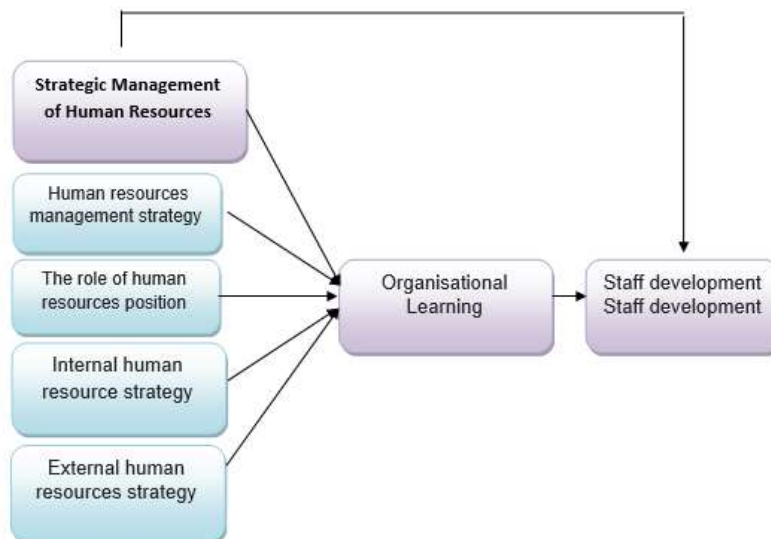 Strategic Management
of Human Resources
Human resources
management strategy
The role of human
resources position
Internal human
resource strategy
External human
resources strategy
Organisational
Learning
Staff development
Staff development